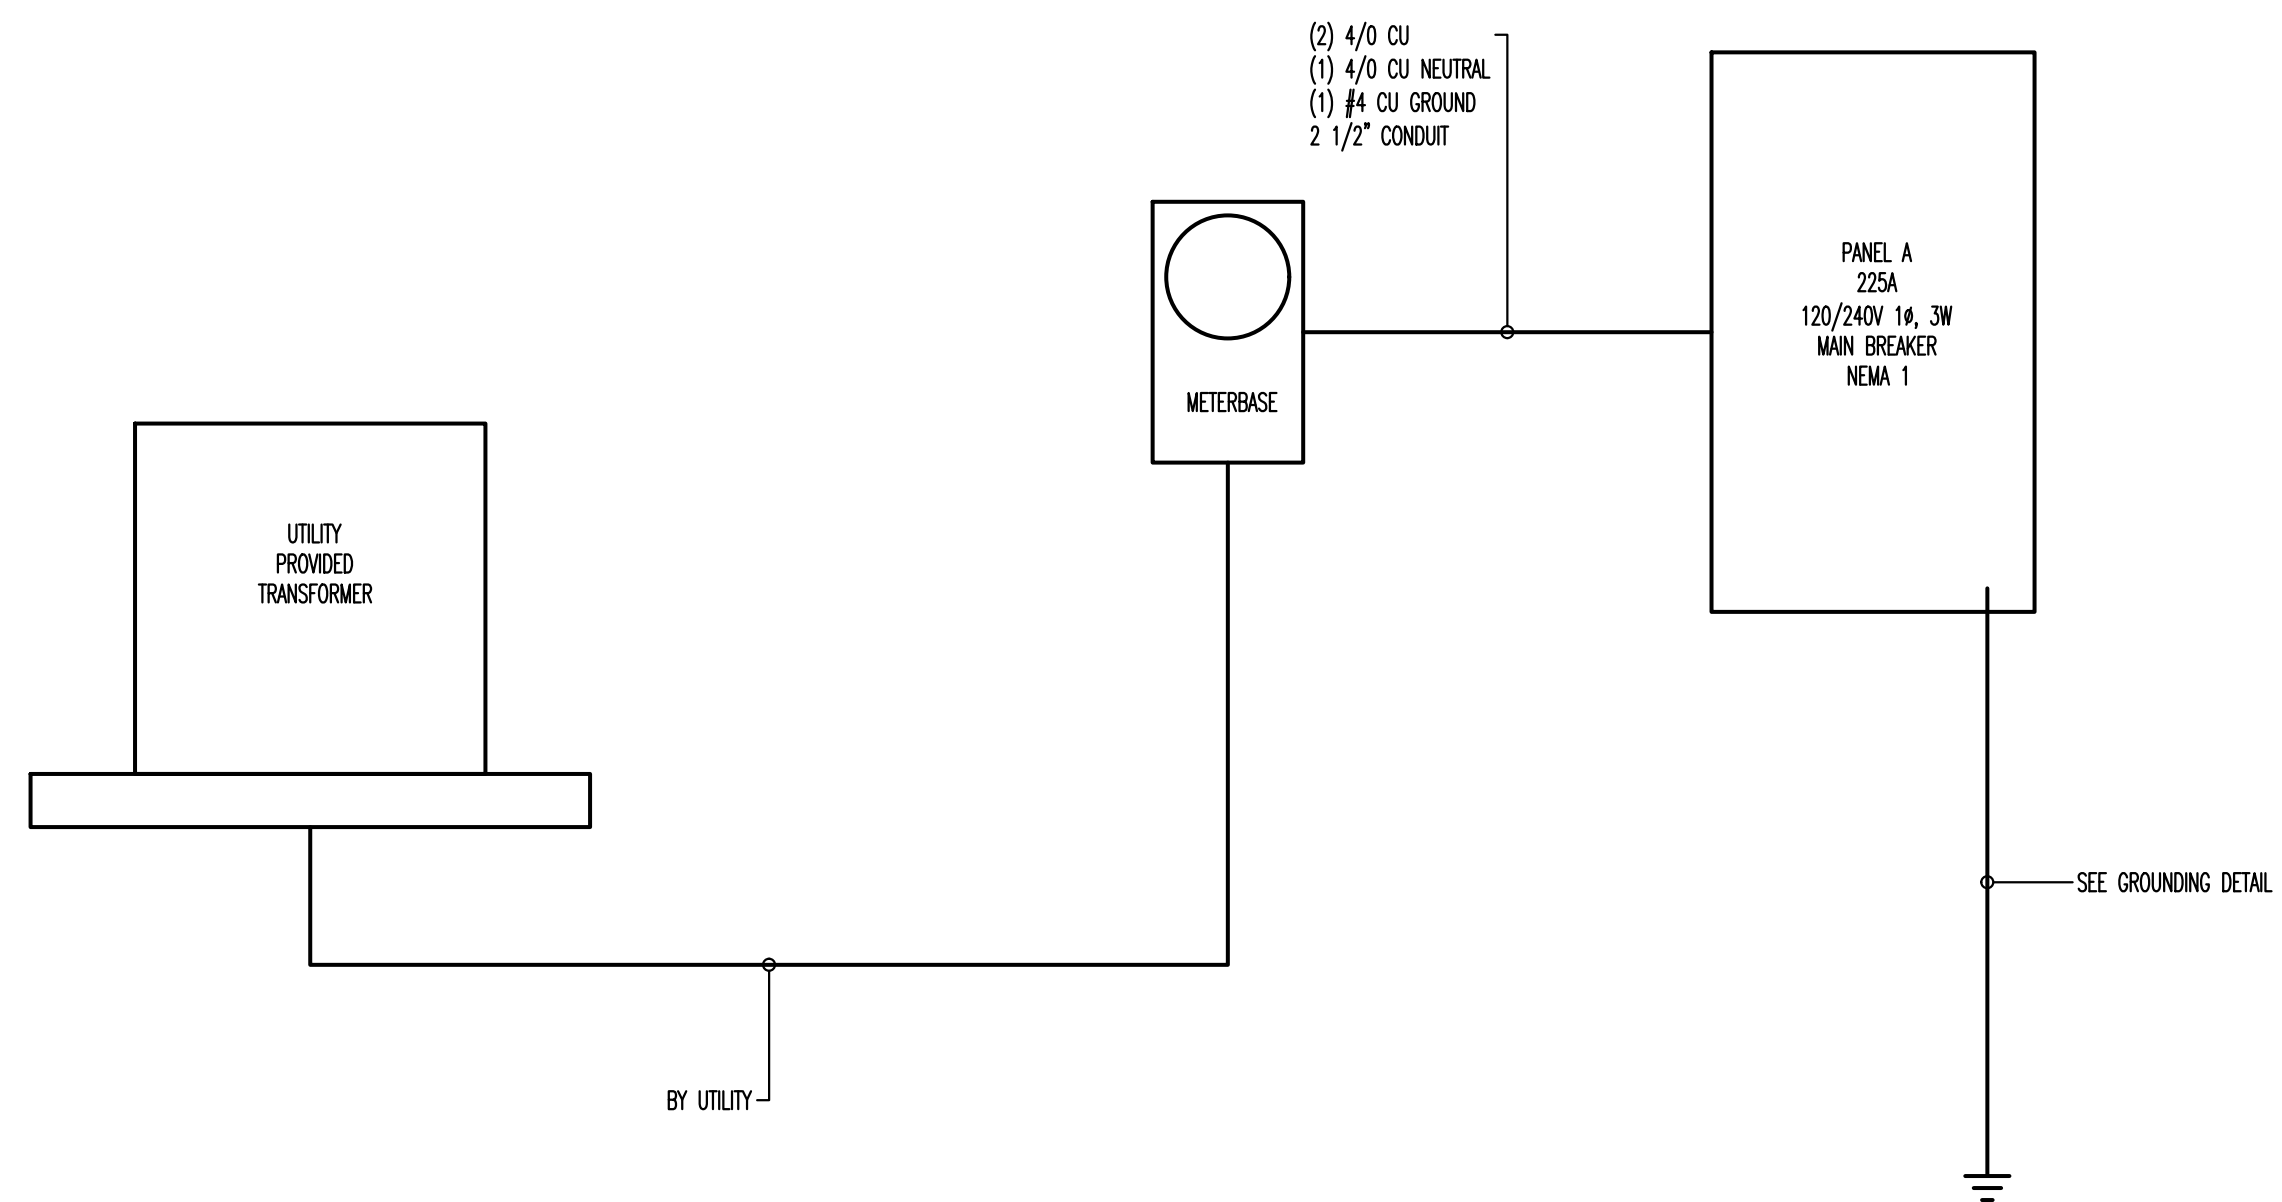 (2) 4/0 CU
(1) 4/0 CU NEUTRAL
(1) #4 CU GROUND
2 1/2" CONDUIT
PANEL A
225A
120/240V 1ø, 3W
MAIN BREAKER
NEMA 1
METERBASE
UTILITY
PROVIDED
TRANSFORMER
SEE GROUNDING DETAIL
BY UTILITY